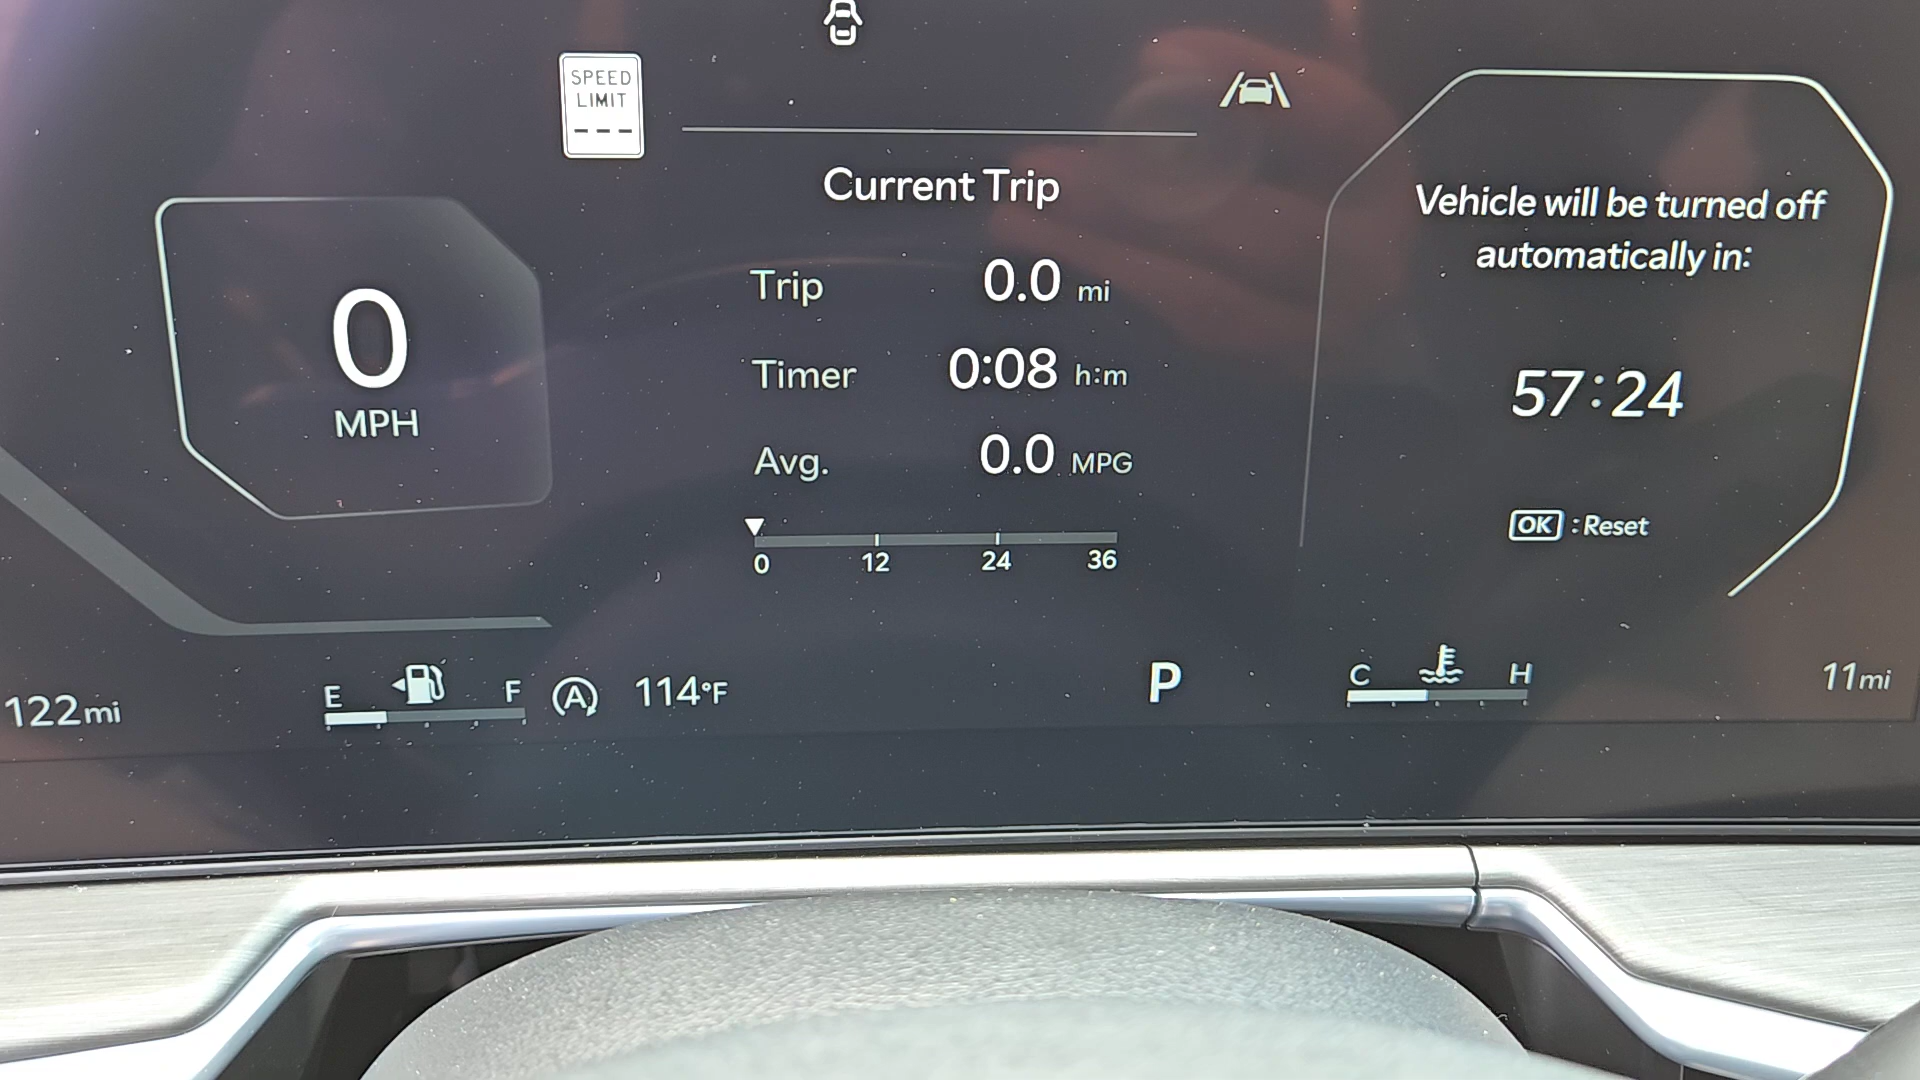 SPEED
LIMIT
---
0
MPH
Current Trip
Trip 0.0 mi
Timer 0:08 h:m
Avg. 0.0 MPG
0 12 24 36
Vehicle will be turned off
automatically in:
57:24
OK : Reset
122mi
E F
A
114°F
P
C H
11mi